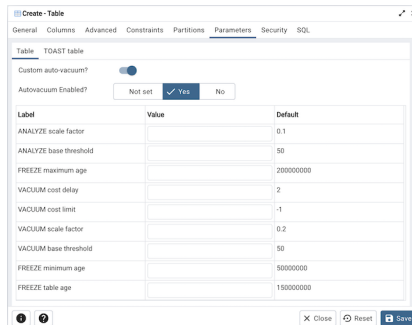 Create - Table
General Columns Advanced Constraints Partitions Parameters Security SQL
Table TOAST table
Custom auto-vacuum?
Autovacuum Enabled? Not set Yes No
Label Value Default
ANALYZE scale factor 0.1
ANALYZE base threshold 50
FREEZE maximum age 200000000
VACUUM cost delay 2
VACUUM cost limit -1
VACUUM scale factor 0.2
VACUUM base threshold 50
FREEZE minimum age 50000000
FREEZE table age 150000000
Close Reset Save